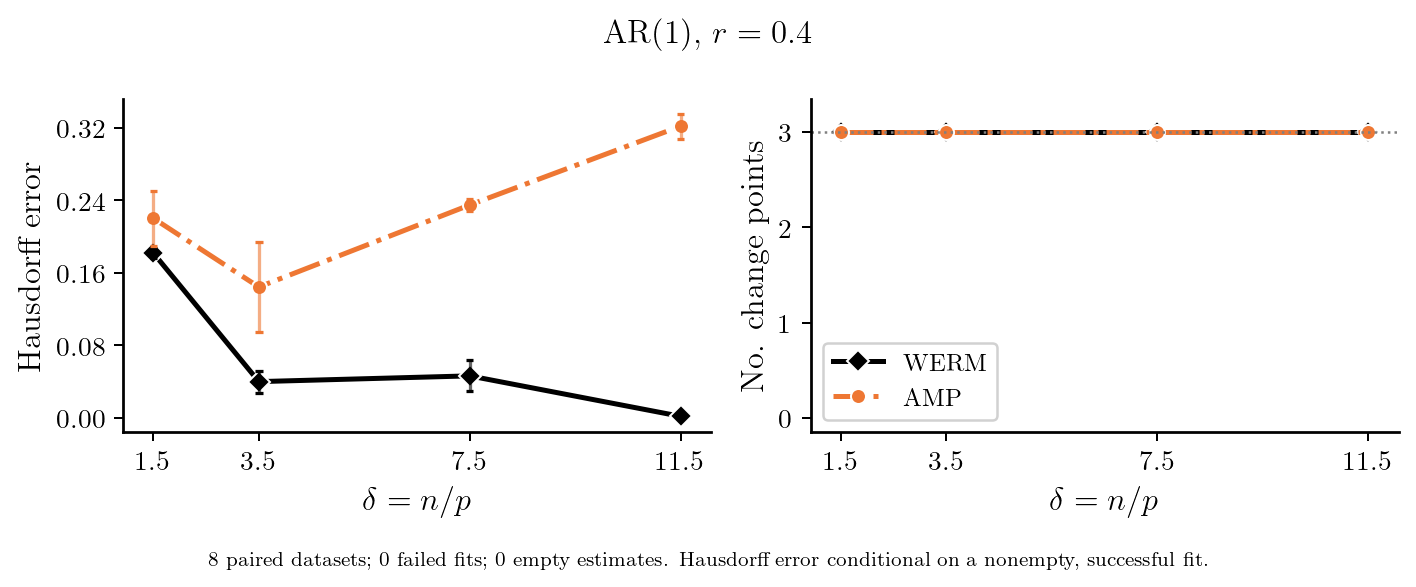 AR(1), r = 0.4
Hausdorff error
0.32
0.24
0.16
0.08
0.00
1.5 3.5 7.5 11.5
δ = n/p
No. change points
3
2
1
0
WERM
AMP
1.5 3.5 7.5 11.5
δ = n/p
8 paired datasets; 0 failed fits; 0 empty estimates. Hausdorff error conditional on a nonempty, successful fit.